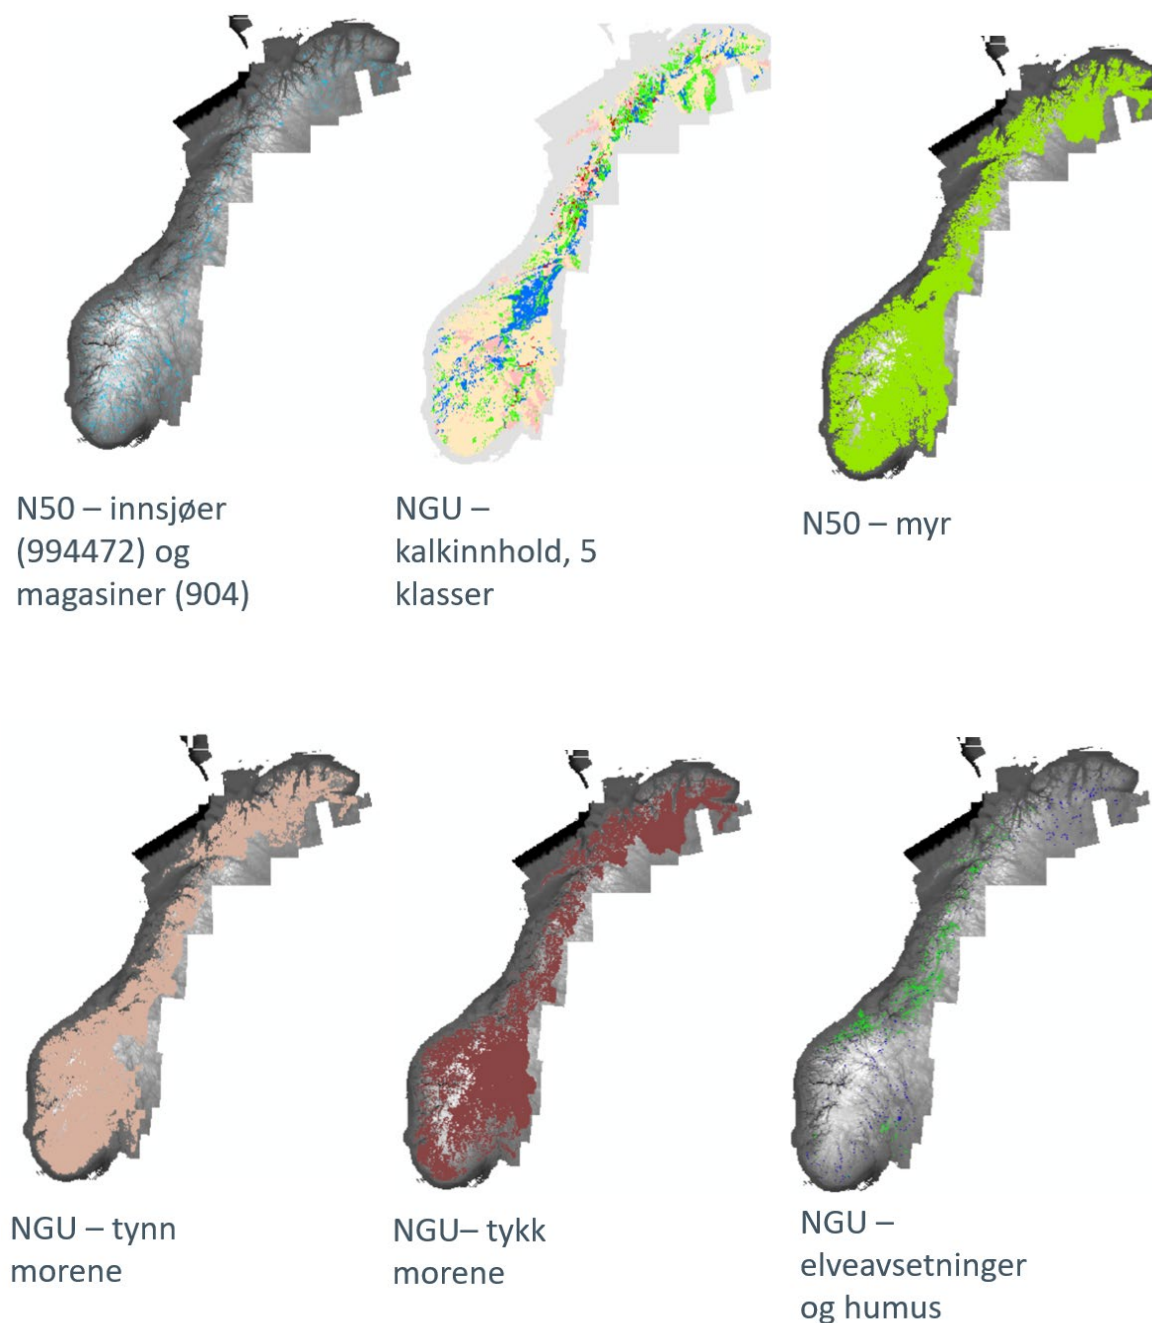 N50 – innsjøer
(994472) og
magasiner (904)
NGU –
kalkinnhold, 5
klasser
N50 – myr
NGU – tynn
morene
NGU– tykk
morene
NGU –
elveavsetninger
og humus